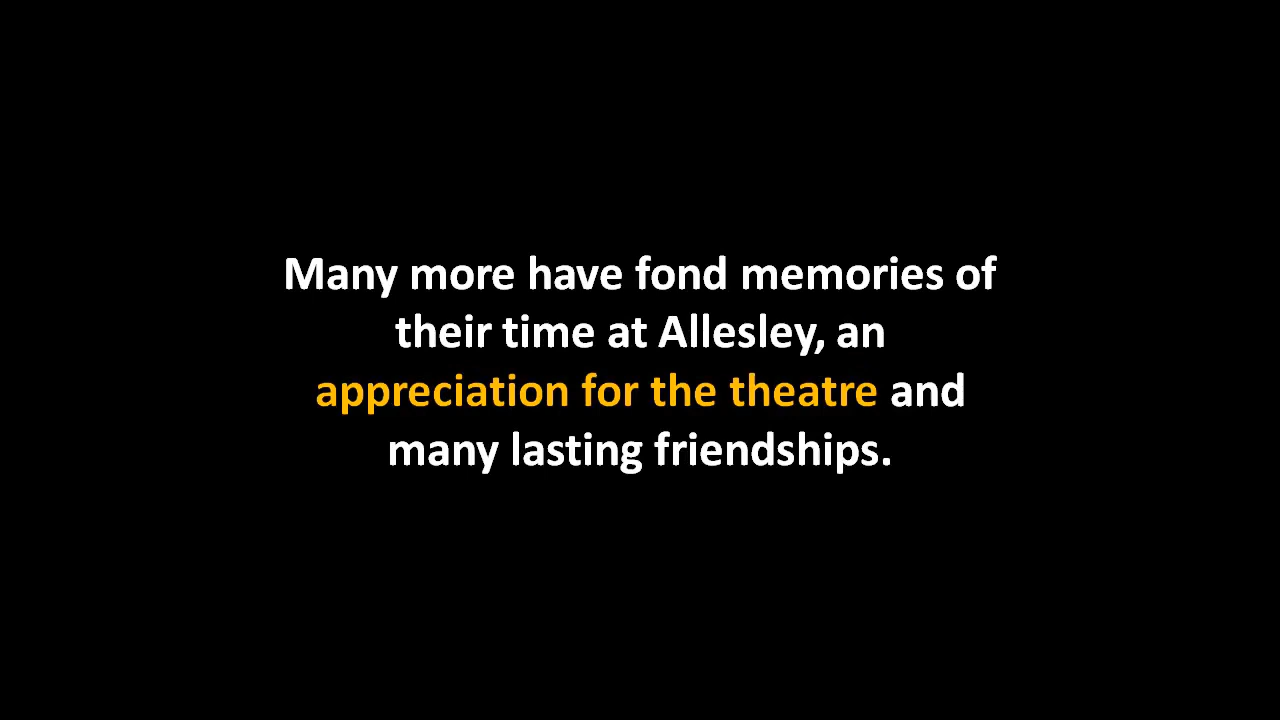 Many more have fond memories of
their time at Allesley, an
appreciation for the theatre and
many lasting friendships.